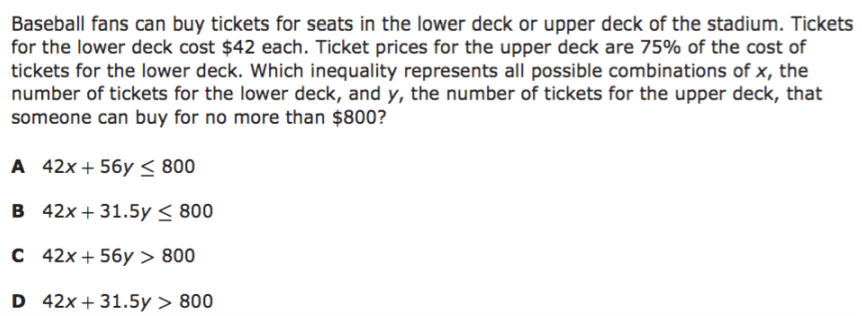 Baseball fans can buy tickets for seats in the lower deck or upper deck of the stadium. Tickets
for the lower deck cost $42 each. Ticket prices for the upper deck are 75% of the cost of
tickets for the lower deck. Which inequality represents all possible combinations of x, the
number of tickets for the lower deck, and y, the number of tickets for the upper deck, that
someone can buy for no more than $800?
A 42x + 56y ≤ 800
B 42x + 31.5y ≤ 800
C 42x + 56y > 800
D 42x + 31.5y > 800